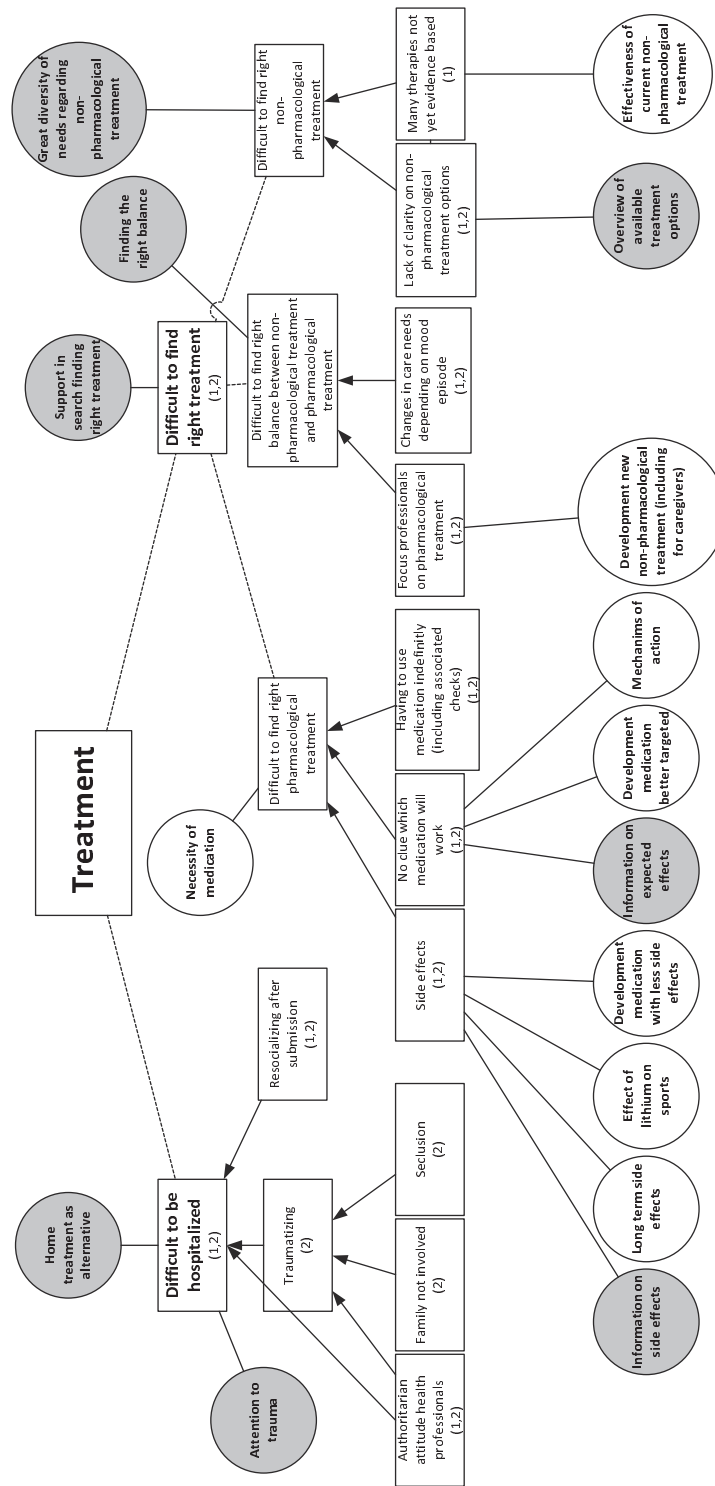 Treatment
Home
treatment as
alternative
Attention to
trauma
Difficult to be
hospitalized
(1,2)
Resocializing after
submission
(1,2)
Traumatizing
(2)
Authoritarian
attitude health
professionals
(1,2)
Family not involved
(2)
Seclusion
(2)
Necessity of
medication
Difficult to find right
pharmacological
treatment
Side effects
(1,2)
No clue which
medication will
work
(1,2)
Having to use
medication indefinitly
(including associated
checks)
(1,2)
Information on
side effects
Long term side
effects
Effect of
lithium on
sports
Development
medication
with less side
effects
Information on
expected
effects
Development
medication
better targeted
Mechanims of
action
Support in
search finding
right treatment
Difficult to find
right treatment
(1,2)
Finding the
right balance
Difficult to find right
balance between non-
pharmacological treatment
and pharmacological
treatment
Focus professionals
on pharmacological
treatment
(1,2)
Changes in care needs
depending on mood
episode
(1,2)
Development new
non-pharmacological
treatment (including
for caregivers)
Great diversity of
needs regarding
non-
pharmacological
treatment
Difficult to find right
non-
pharmacological
treatment
Lack of clarity on non-
pharmacological
treatment options
(1,2)
Many therapies not
yet evidence based
(1)
Overview of
available
treatment
options
Effectiveness of
current non-
pharmacological
treatment